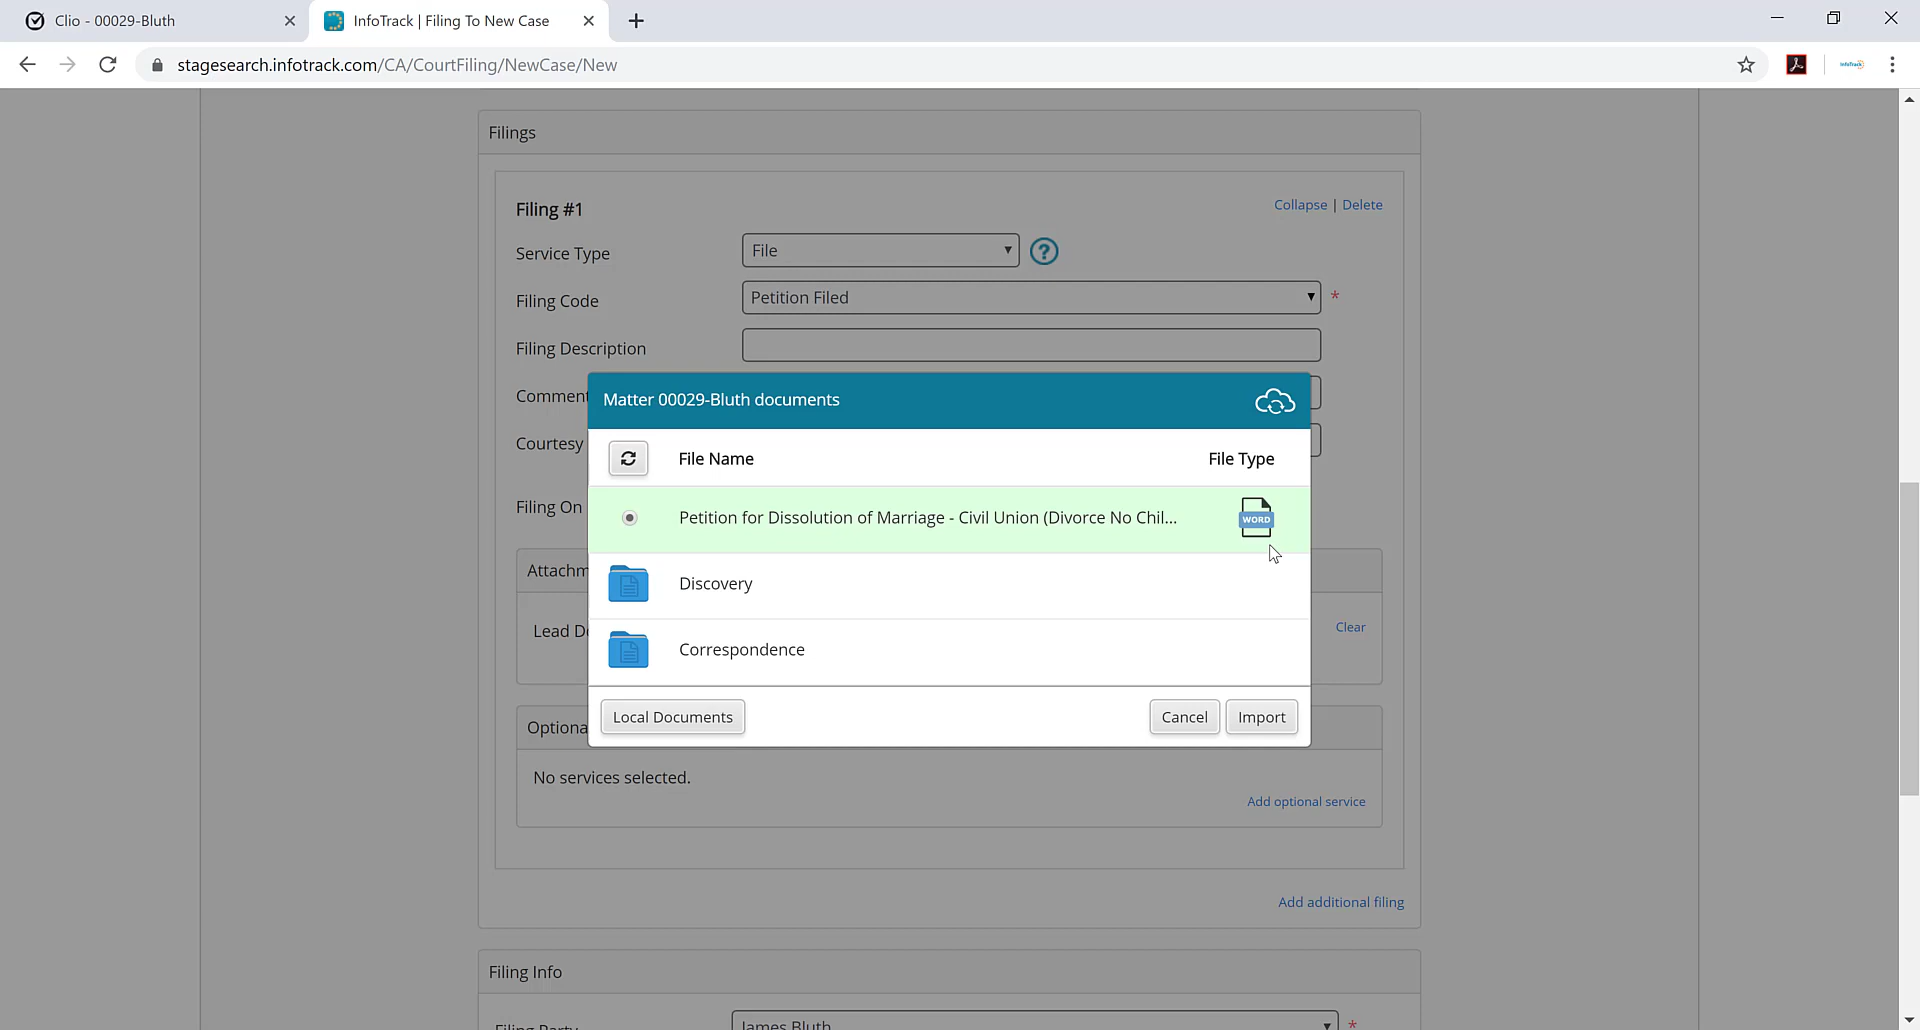 Clio - 00029-Bluth
InfoTrack | Filing To New Case
stagesearch.infotrack.com/CA/CourtFiling/NewCase/New
InfoTrack
Filings
Filing #1
Collapse | Delete
Service Type
File
?
Filing Code
Petition Filed
*
Filing Description
Comment
Courtesy
Filing On
Matter 00029-Bluth documents
File Name
File Type
Petition for Dissolution of Marriage - Civil Union (Divorce No Chil...
WORD
Discovery
Correspondence
Local Documents
Cancel
Import
Attachm
Lead D
Clear
Optiona
No services selected.
Add optional service
Add additional filing
Filing Info
Filing Party
James Bluth
*